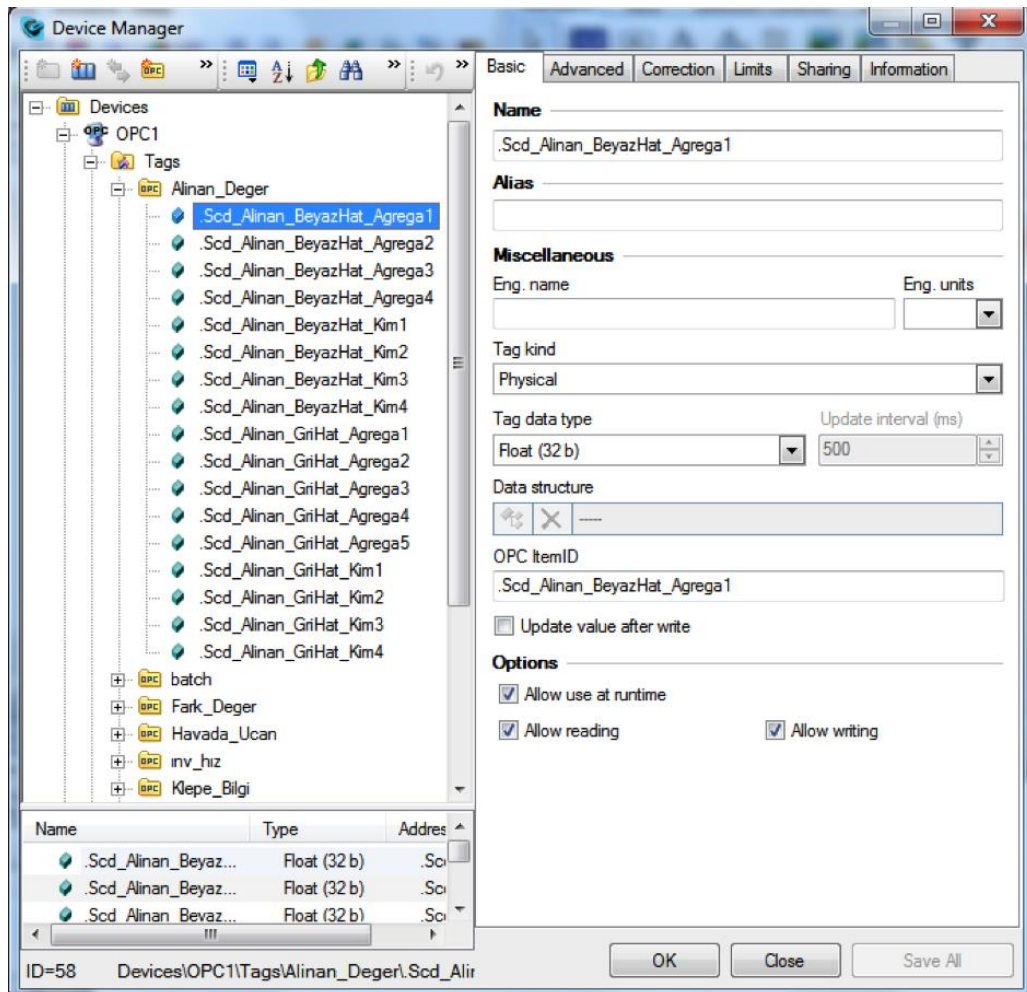 Device Manager
Basic Advanced Correction Limits Sharing Information
Devices
OPC1
Tags
Alinan_Deger
.Scd_Alinan_BeyazHat_Agrega1
.Scd_Alinan_BeyazHat_Agrega2
.Scd_Alinan_BeyazHat_Agrega3
.Scd_Alinan_BeyazHat_Agrega4
.Scd_Alinan_BeyazHat_Kim1
.Scd_Alinan_BeyazHat_Kim2
.Scd_Alinan_BeyazHat_Kim3
.Scd_Alinan_BeyazHat_Kim4
.Scd_Alinan_GriHat_Agrega1
.Scd_Alinan_GriHat_Agrega2
.Scd_Alinan_GriHat_Agrega3
.Scd_Alinan_GriHat_Agrega4
.Scd_Alinan_GriHat_Agrega5
.Scd_Alinan_GriHat_Kim1
.Scd_Alinan_GriHat_Kim2
.Scd_Alinan_GriHat_Kim3
.Scd_Alinan_GriHat_Kim4
batch
Fark_Deger
Havada_Ucan
ınv_hız
Klepe_Bilgi
Name Type Addres
.Scd_Alinan_Beyaz... Float (32 b) .Sc
.Scd_Alinan_Beyaz... Float (32 b) .Sc
.Scd_Alinan_Beyaz... Float (32 b) .Sc
ID=58 Devices\OPC1\Tags\Alinan_Deger\.Scd_Alir
Name
.Scd_Alinan_BeyazHat_Agrega1
Alias
Miscellaneous
Eng. name Eng. units
Tag kind
Physical
Tag data type Update interval (ms)
Float (32 b) 500
Data structure
-----
OPC ItemID
.Scd_Alinan_BeyazHat_Agrega1
Update value after write
Options
Allow use at runtime
Allow reading Allow writing
OK Close Save All